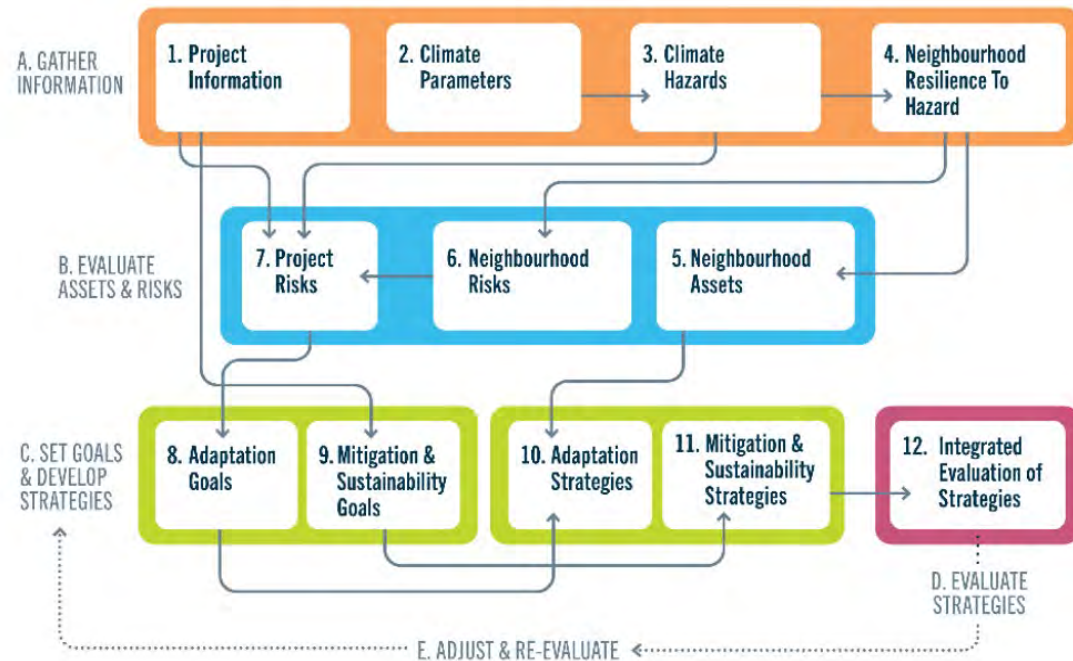 A. GATHER
INFORMATION
1. Project
Information
2. Climate
Parameters
3. Climate
Hazards
4. Neighbourhood
Resilience To
Hazard
B. EVALUATE
ASSETS & RISKS
7. Project
Risks
6. Neighbourhood
Risks
5. Neighbourhood
Assets
C. SET GOALS
& DEVELOP
STRATEGIES
8. Adaptation
Goals
9. Mitigation &
Sustainability
Goals
10. Adaptation
Strategies
11. Mitigation &
Sustainability
Strategies
12. Integrated
Evaluation of
Strategies
D. EVALUATE
STRATEGIES
E. ADJUST & RE-EVALUATE